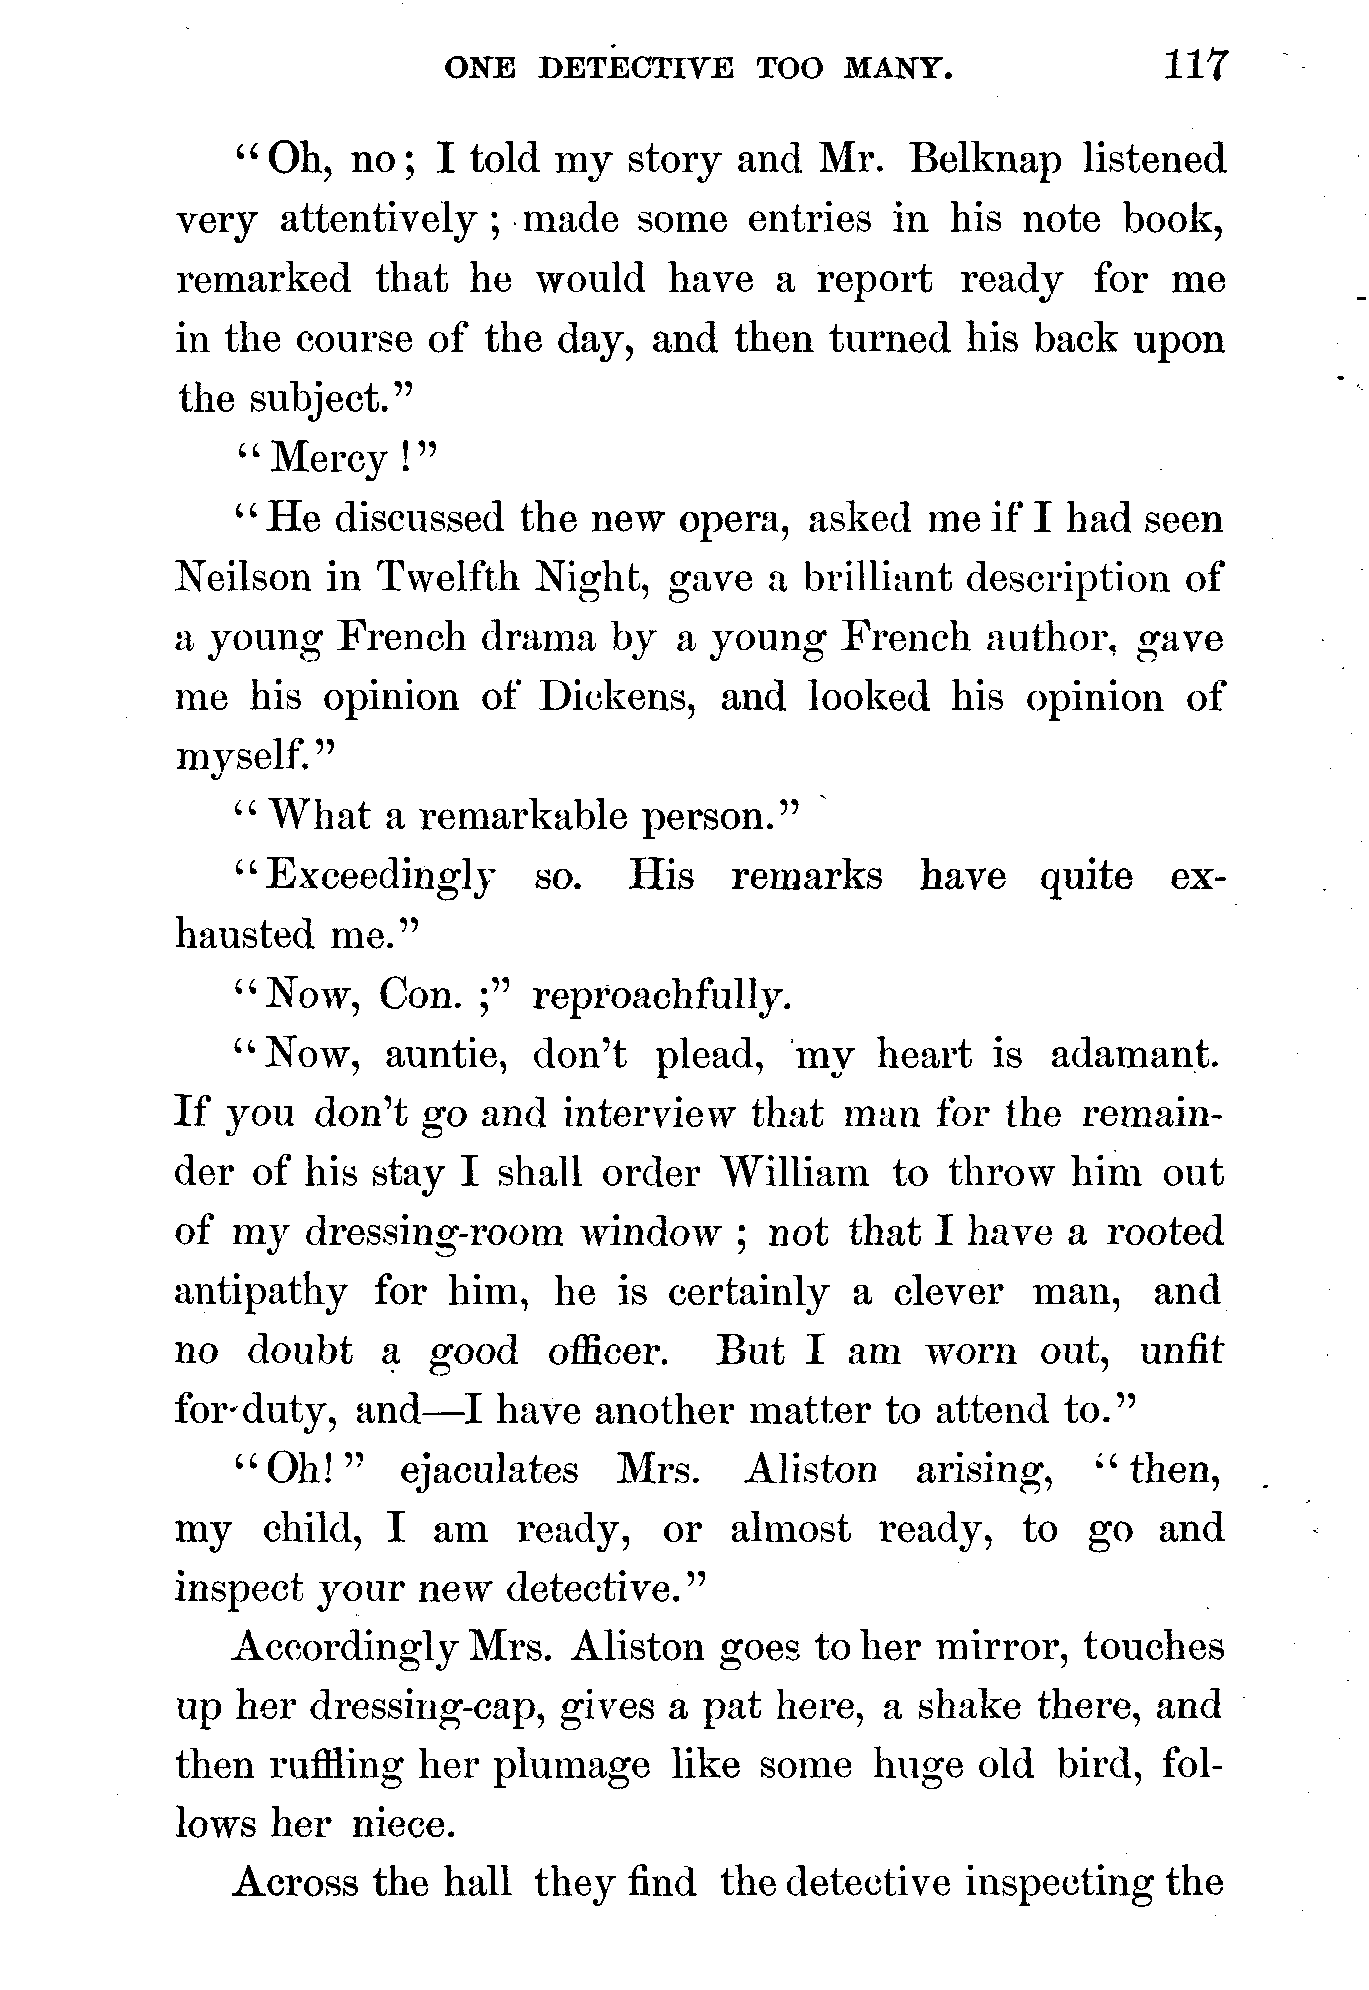 ONE DETECTIVE TOO MANY. 117
"Oh, no; I told my story and Mr. Belknap listened
very attentively; made some entries in his note book,
remarked that he would have a report ready for me
in the course of the day, and then turned his back upon
the subject."
"Mercy!"
"He discussed the new opera, asked me if I had seen
Neilson in Twelfth Night, gave a brilliant description of
a young French drama by a young French author, gave
me his opinion of Dickens, and looked his opinion of
myself."
"What a remarkable person."
"Exceedingly so. His remarks have quite ex-
hausted me."
"Now, Con.;" reproachfully.
"Now, auntie, don't plead, my heart is adamant.
If you don't go and interview that man for the remain-
der of his stay I shall order William to throw him out
of my dressing-room window; not that I have a rooted
antipathy for him, he is certainly a clever man, and
no doubt a good officer. But I am worn out, unfit
for duty, and—I have another matter to attend to."
"Oh!" ejaculates Mrs. Aliston arising, "then,
my child, I am ready, or almost ready, to go and
inspect your new detective."
Accordingly Mrs. Aliston goes to her mirror, touches
up her dressing-cap, gives a pat here, a shake there, and
then ruffling her plumage like some huge old bird, fol-
lows her niece.
Across the hall they find the detective inspecting the